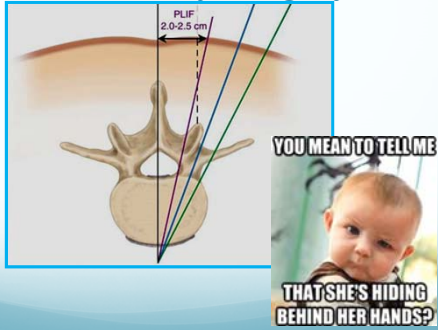 PLIF
2.0-2.5 cm
YOU MEAN TO TELL ME
THAT SHE'S HIDING
BEHIND HER HANDS?